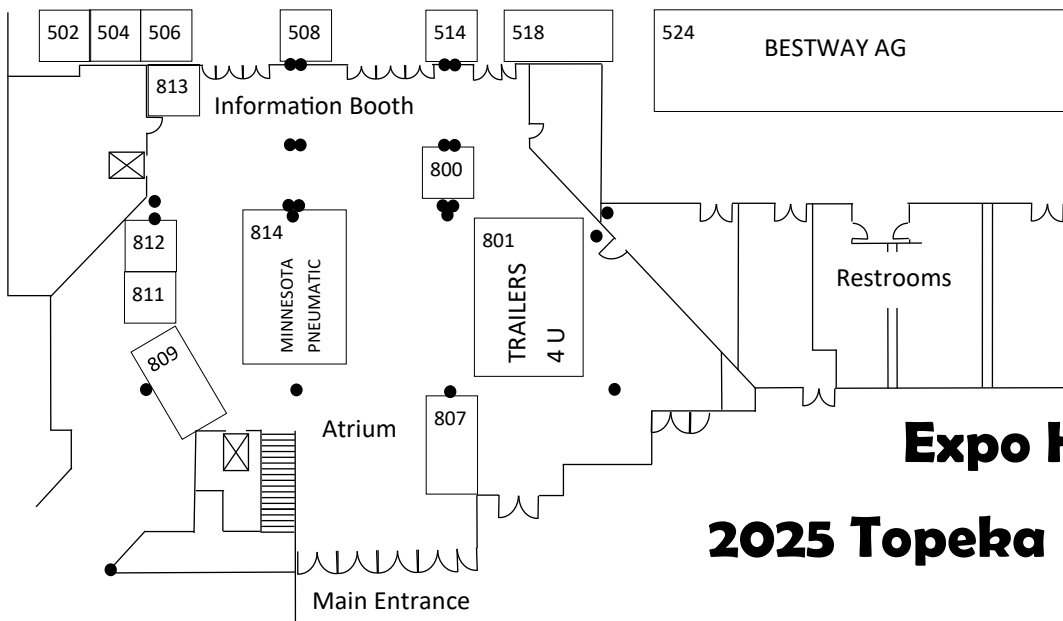 502
504
506
508
514
518
524
BESTWAY AG
813
Information Booth
800
812
814
MINNESOTA
PNEUMATIC
801
TRAILERS
4 U
Restrooms
811
809
Atrium
807
Expo H
2025 Topeka
Main Entrance